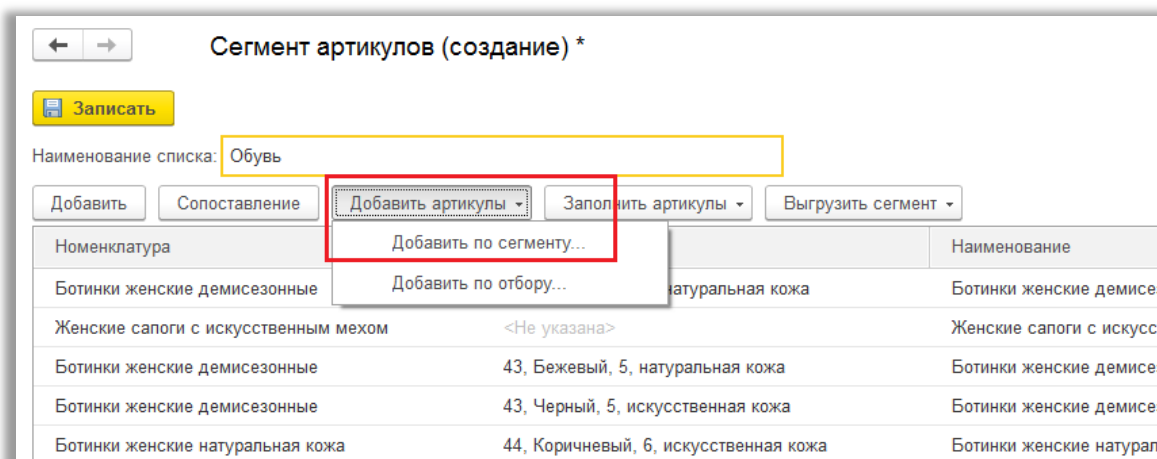 Сегмент артикулов (создание) *
Записать
Наименование списка: Обувь
Добавить Сопоставление Добавить артикулы Заполнить артикулы Выгрузить сегмент
Номенклатура Наименование
Добавить по сегменту...
Добавить по отбору...
Ботинки женские демисезонные натуральная кожа Ботинки женские демисе
Женские сапоги с искусственным мехом <Не указана> Женские сапоги с искусс
Ботинки женские демисезонные 43, Бежевый, 5, натуральная кожа Ботинки женские демисе
Ботинки женские демисезонные 43, Черный, 5, искусственная кожа Ботинки женские демисе
Ботинки женские натуральная кожа 44, Коричневый, 6, искусственная кожа Ботинки женские натурал